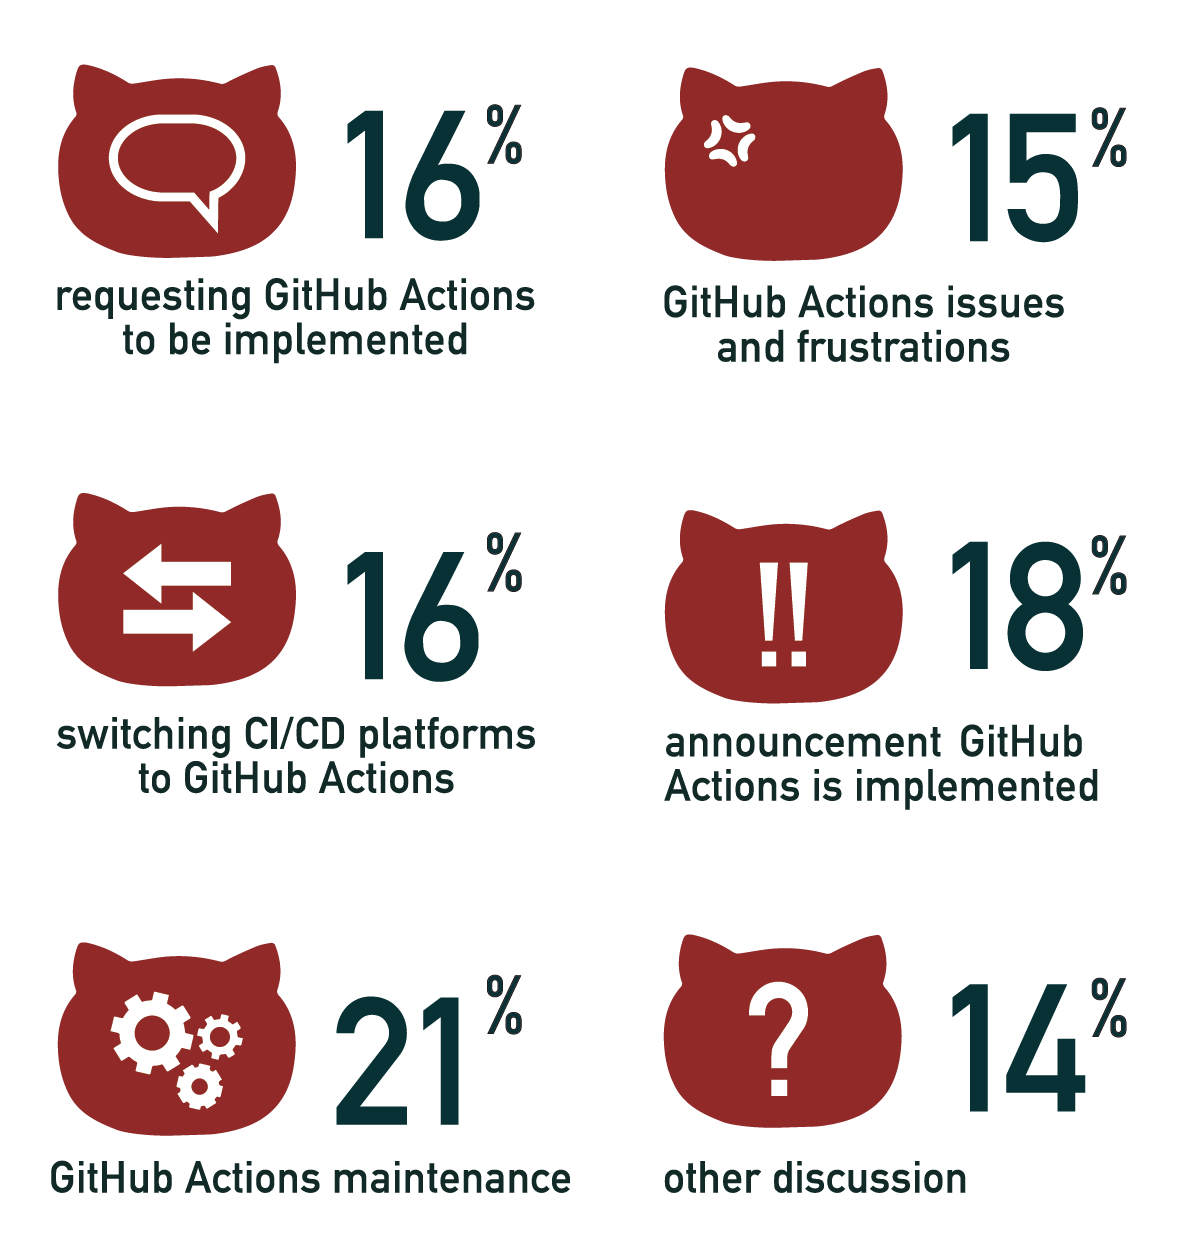 16%
requesting GitHub Actions
to be implemented
15%
GitHub Actions issues
and frustrations
16%
switching CI/CD platforms
to GitHub Actions
!!
18%
announcement GitHub
Actions is implemented
21%
GitHub Actions maintenance
?
14%
other discussion